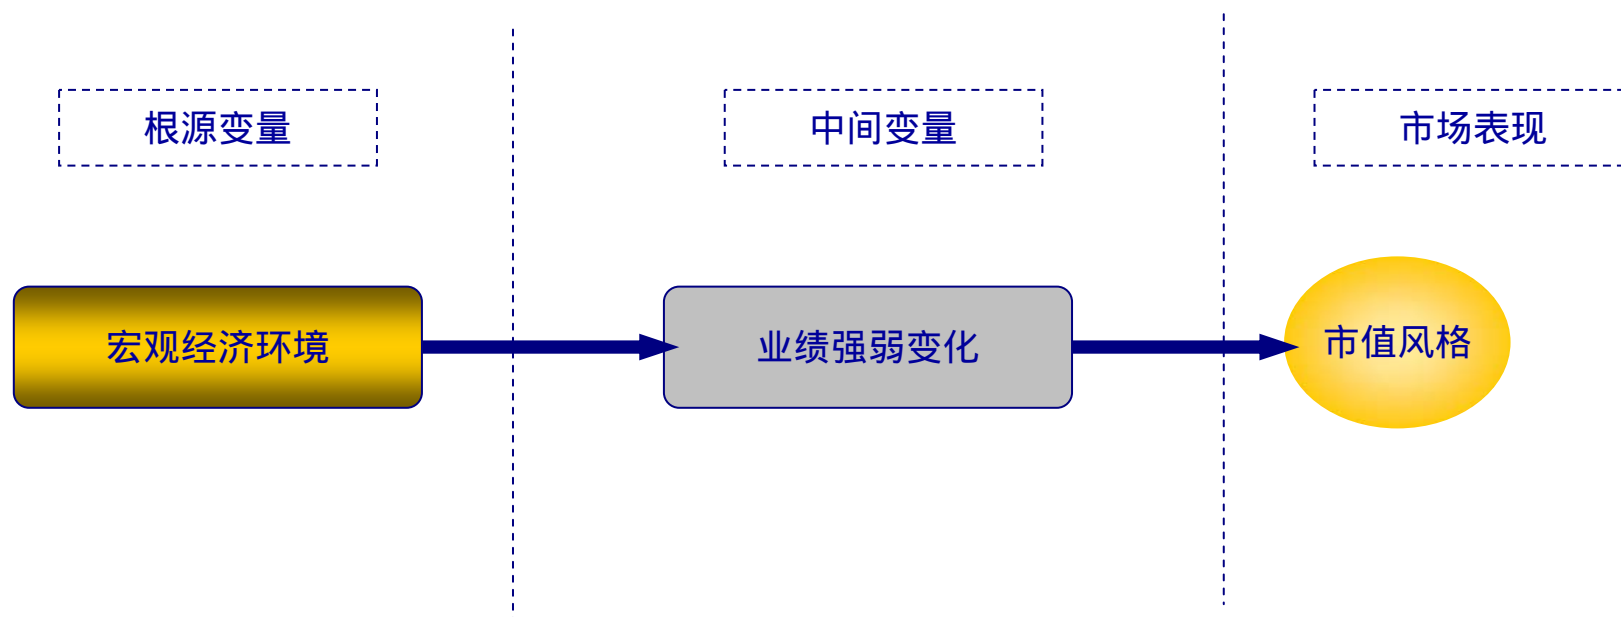 根源变量
中间变量
市场表现
宏观经济环境
业绩强弱变化
市值风格